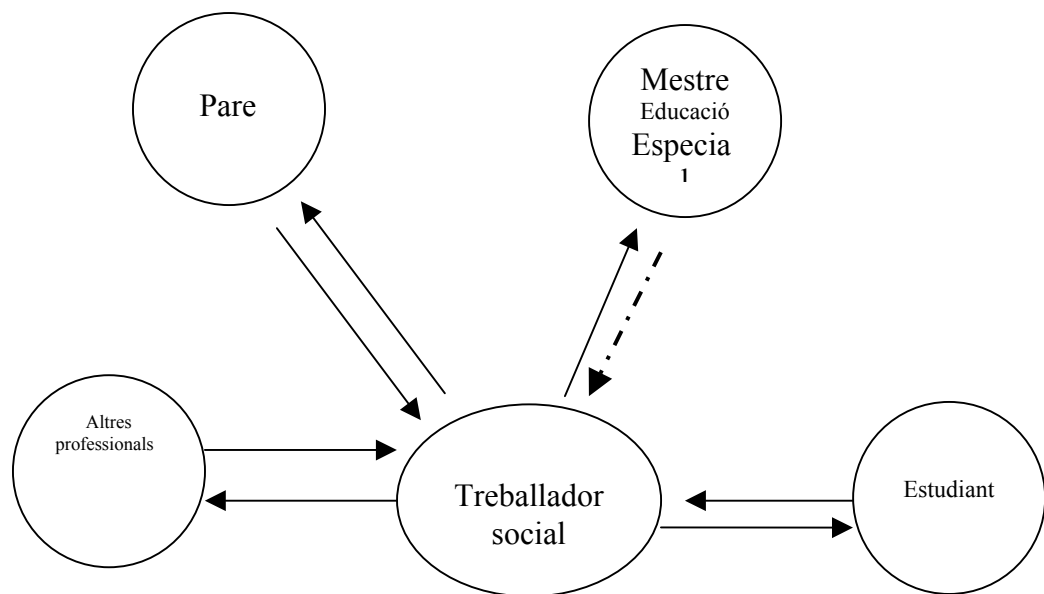 Pare
Mestre
Educació
Especia
l
Altres
professionals
Treballador
social
Estudiant